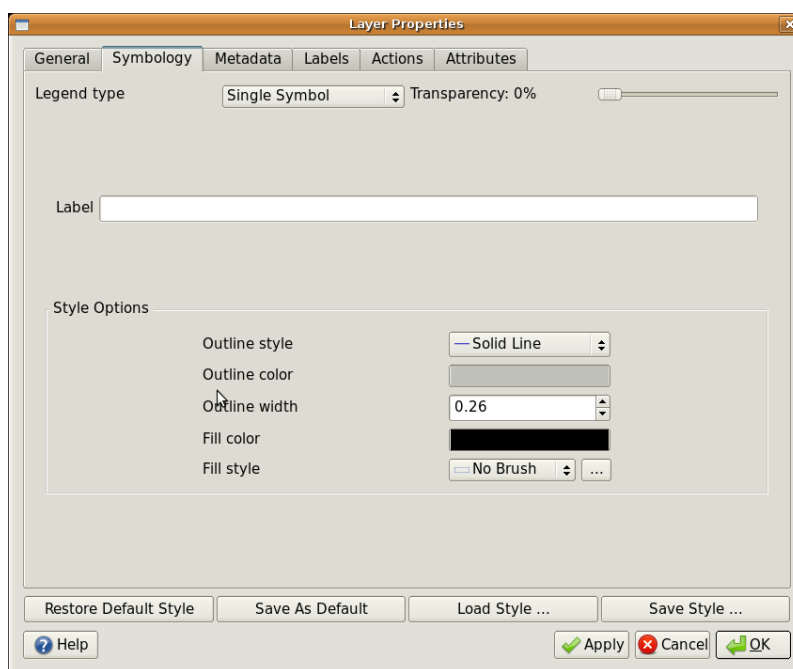 Layer Properties
General Symbology Metadata Labels Actions Attributes
Legend type Single Symbol Transparency: 0%
Label
Style Options
Outline style Solid Line
Outline color
Outline width 0.26
Fill color
Fill style No Brush ...
Restore Default Style Save As Default Load Style ... Save Style ...
Help Apply Cancel OK